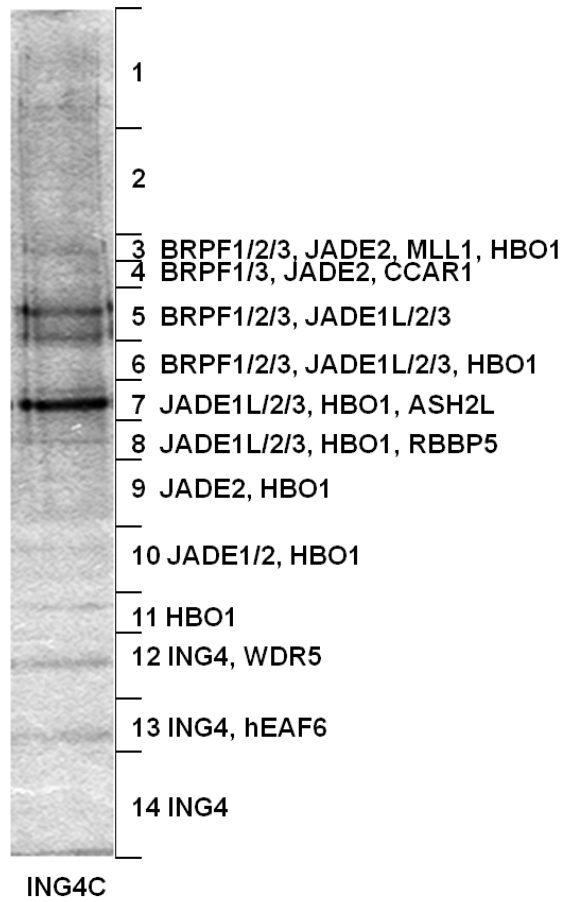 1
2
3 BRPF1/2/3, JADE2, MLL1, HBO1
4 BRPF1/3, JADE2, CCAR1
5 BRPF1/2/3, JADE1L/2/3
6 BRPF1/2/3, JADE1L/2/3, HBO1
7 JADE1L/2/3, HBO1, ASH2L
8 JADE1L/2/3, HBO1, RBBP5
9 JADE2, HBO1
10 JADE1/2, HBO1
11 HBO1
12 ING4, WDR5
13 ING4, hEAF6
14 ING4
ING4C